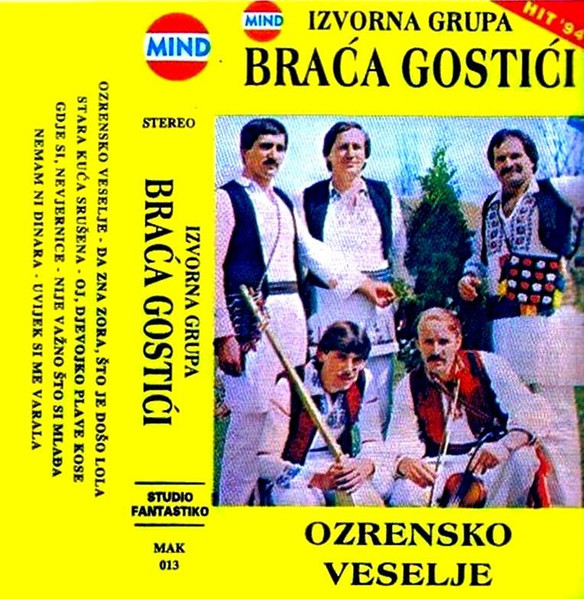 OZRENSKO VESELJE - DA ZNA ZORA, ŠTO JE DOŠO LOLA
STARA KUĆA SRUŠENA - OJ, DJEVOJKO PLAVE KOSE
GDJE SI, NEVJERNICE - NIJE VAŽNO ŠTO SI MLAĐA
NEMAM NI DINARA - UVIJEK SI ME VARALA
MIND
STEREO
IZVORNA GRUPA
BRAĆA GOSTIĆI
STUDIO
FANTASTIKO
MAK
013
MIND
IZVORNA GRUPA
HIT '94
BRAĆA GOSTIĆI
OZRENSKO
VESELJE